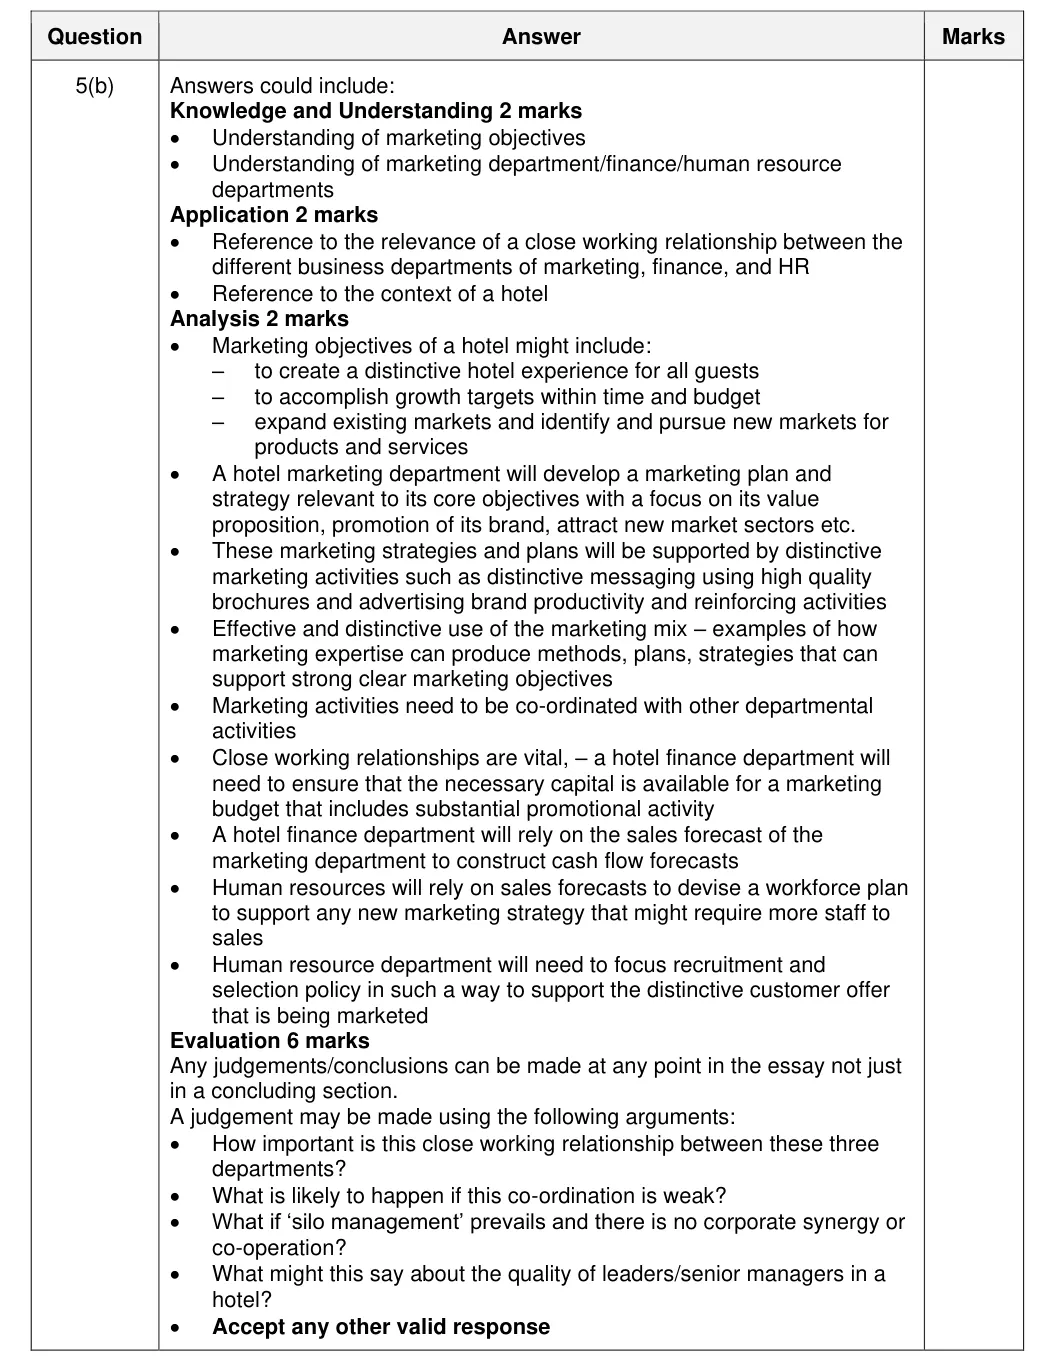 Question Answer Marks
5(b) Answers could include:
Knowledge and Understanding 2 marks
• Understanding of marketing objectives
• Understanding of marketing department/finance/human resource
departments
Application 2 marks
• Reference to the relevance of a close working relationship between the
different business departments of marketing, finance, and HR
• Reference to the context of a hotel
Analysis 2 marks
• Marketing objectives of a hotel might include:
– to create a distinctive hotel experience for all guests
– to accomplish growth targets within time and budget
– expand existing markets and identify and pursue new markets for
products and services
• A hotel marketing department will develop a marketing plan and
strategy relevant to its core objectives with a focus on its value
proposition, promotion of its brand, attract new market sectors etc.
• These marketing strategies and plans will be supported by distinctive
marketing activities such as distinctive messaging using high quality
brochures and advertising brand productivity and reinforcing activities
• Effective and distinctive use of the marketing mix – examples of how
marketing expertise can produce methods, plans, strategies that can
support strong clear marketing objectives
• Marketing activities need to be co-ordinated with other departmental
activities
• Close working relationships are vital, – a hotel finance department will
need to ensure that the necessary capital is available for a marketing
budget that includes substantial promotional activity
• A hotel finance department will rely on the sales forecast of the
marketing department to construct cash flow forecasts
• Human resources will rely on sales forecasts to devise a workforce plan
to support any new marketing strategy that might require more staff to
sales
• Human resource department will need to focus recruitment and
selection policy in such a way to support the distinctive customer offer
that is being marketed
Evaluation 6 marks
Any judgements/conclusions can be made at any point in the essay not just
in a concluding section.
A judgement may be made using the following arguments:
• How important is this close working relationship between these three
departments?
• What is likely to happen if this co-ordination is weak?
• What if ‘silo management’ prevails and there is no corporate synergy or
co-operation?
• What might this say about the quality of leaders/senior managers in a
hotel?
• Accept any other valid response